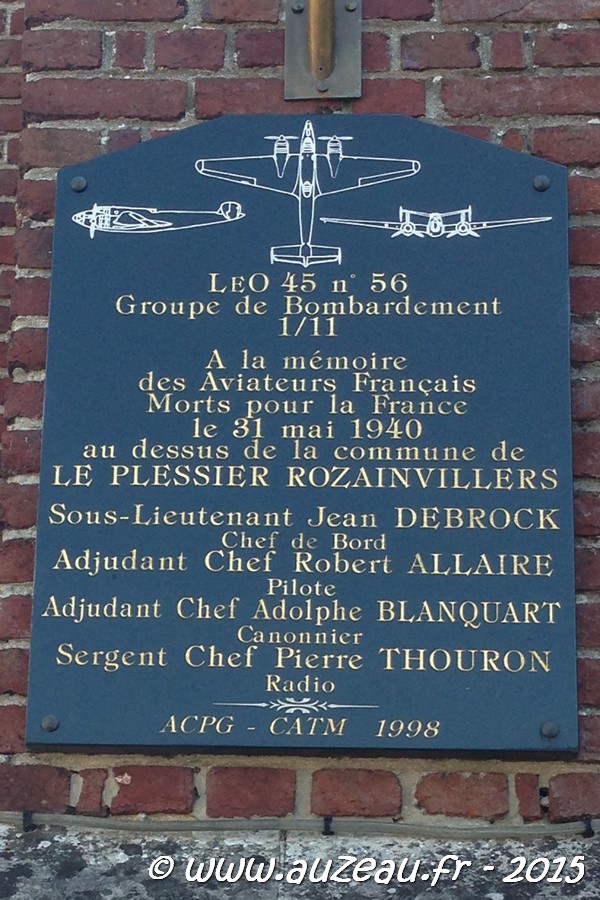 LEO 45 n° 56
Groupe de Bombardement
1/11
A la mémoire
des Aviateurs Français
Morts pour la France
le 31 mai 1940
au dessus de la commune de
LE PLESSIER ROZAINVILLERS
Sous-Lieutenant Jean DEBROCK
Chef de Bord
Adjudant Chef Robert ALLAIRE
Pilote
Adjudant Chef Adolphe BLANQUART
Canonnier
Sergent Chef Pierre THOURON
Radio
ACPG - CATM 1998
© www.auzeau.fr - 2015